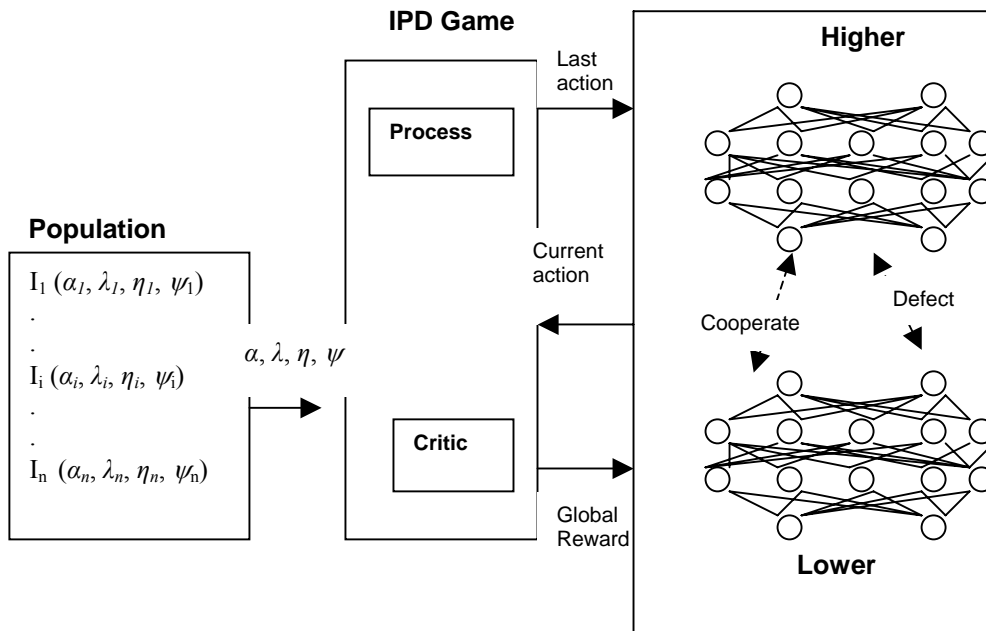 IPD Game
Higher
Last
action
Process
Population
Current
action
I₁ (α₁, λ₁, η₁, ψ₁)
.
.
Defect
Cooperate
α, λ, η, ψ
Iᵢ (αᵢ, λᵢ, ηᵢ, ψᵢ)
.
.
Critic
Iₙ (αₙ, λₙ, ηₙ, ψₙ)
Global
Reward
Lower